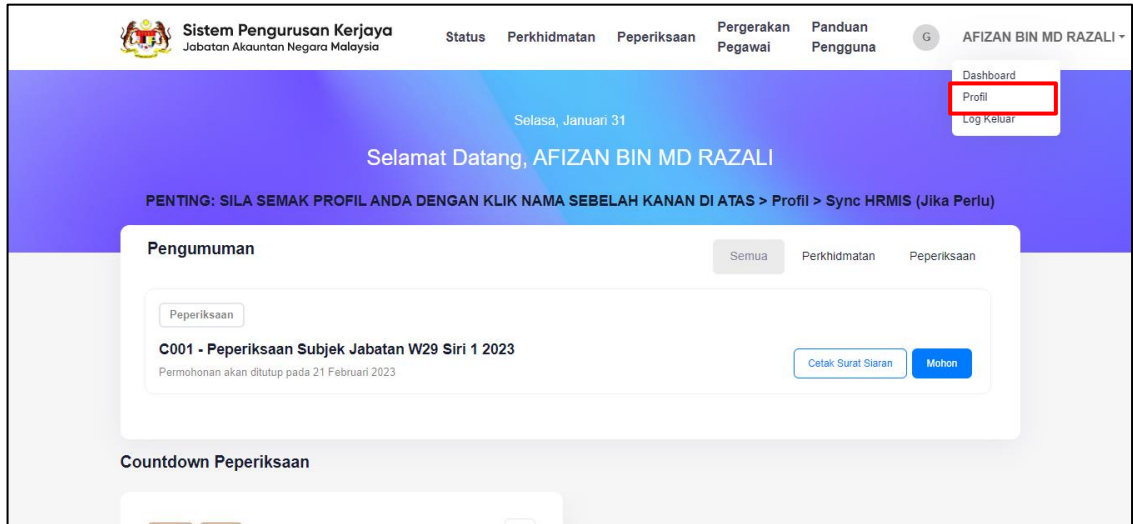 Sistem Pengurusan Kerjaya
Jabatan Akauntan Negara Malaysia
Status
Perkhidmatan
Peperiksaan
Pergerakan
Pegawai
Panduan
Pengguna
G
AFIZAN BIN MD RAZALI
Dashboard
Profil
Log Keluar
Selasa, Januari 31
Selamat Datang, AFIZAN BIN MD RAZALI
PENTING: SILA SEMAK PROFIL ANDA DENGAN KLIK NAMA SEBELAH KANAN DI ATAS > Profil > Sync HRMIS (Jika Perlu)
Pengumuman
Semua
Perkhidmatan
Peperiksaan
Peperiksaan
C001 - Peperiksaan Subjek Jabatan W29 Siri 1 2023
Permohonan akan ditutup pada 21 Februari 2023
Cetak Surat Siaran
Mohon
Countdown Peperiksaan